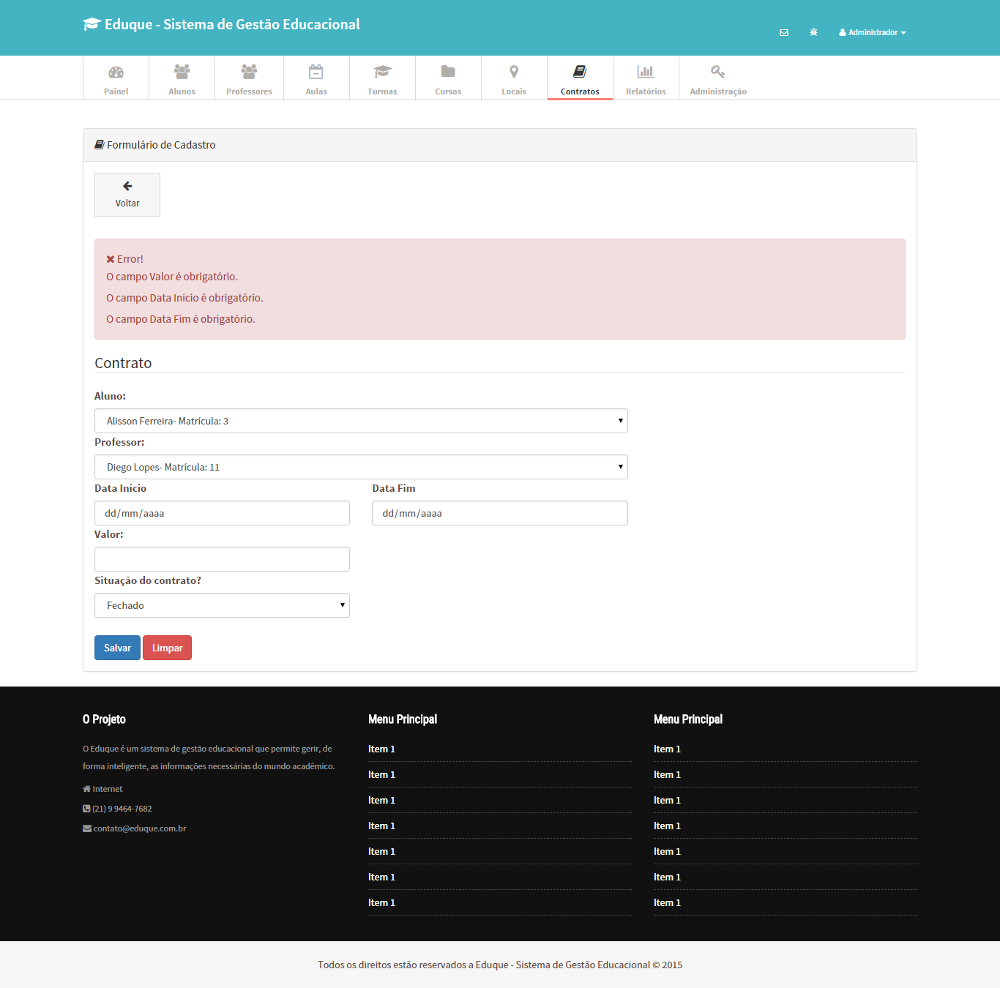 Eduque - Sistema de Gestão Educacional
Administrador
Painel
Alunos
Professores
Aulas
Turmas
Cursos
Locais
Contratos
Relatórios
Administração
Formulário de Cadastro
Voltar
Error!
O campo Valor é obrigatório.
O campo Data Início é obrigatório.
O campo Data Fim é obrigatório.
Contrato
Aluno:
Alisson Ferreira- Matrícula: 3
Professor:
Diego Lopes- Matrícula: 11
Data Início
Data Fim
dd/mm/aaaa
dd/mm/aaaa
Valor:
Situação do contrato?
Fechado
Salvar
Limpar
O Projeto
O Eduque é um sistema de gestão educacional que permite gerir, de
forma inteligente, as informações necessárias do mundo acadêmico.
Internet
(21) 9 9464-7682
contato@eduque.com.br
Menu Principal
Item 1
Item 1
Item 1
Item 1
Item 1
Item 1
Item 1
Menu Principal
Item 1
Item 1
Item 1
Item 1
Item 1
Item 1
Item 1
Todos os direitos estão reservados a Eduque - Sistema de Gestão Educacional © 2015